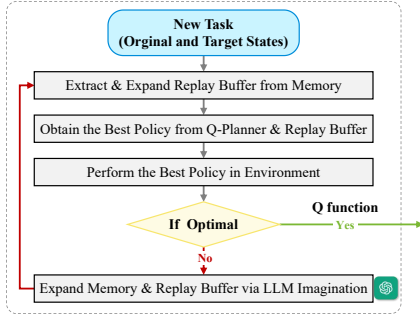 New Task
(Orginal and Target States)
Extract & Expand Replay Buffer from Memory
Obtain the Best Policy from Q-Planner & Replay Buffer
Perform the Best Policy in Environment
If Optimal
Q function
Yes
No
Expand Memory & Replay Buffer via LLM Imagination